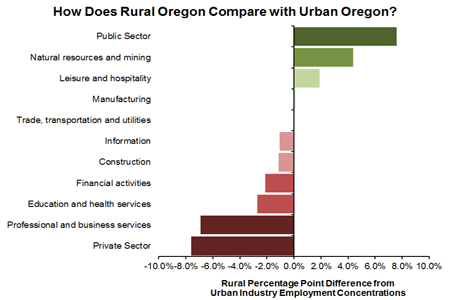 How Does Rural Oregon Compare with Urban Oregon?
Public Sector
Natural resources and mining
Leisure and hospitality
Manufacturing
Trade, transportation and utilities
Information
Construction
Financial activities
Education and health services
Professional and business services
Private Sector
-10.0% -8.0% -6.0% -4.0% -2.0% 0.0% 2.0% 4.0% 6.0% 8.0% 10.0%
Rural Percentage Point Difference from
Urban Industry Employment Concentrations